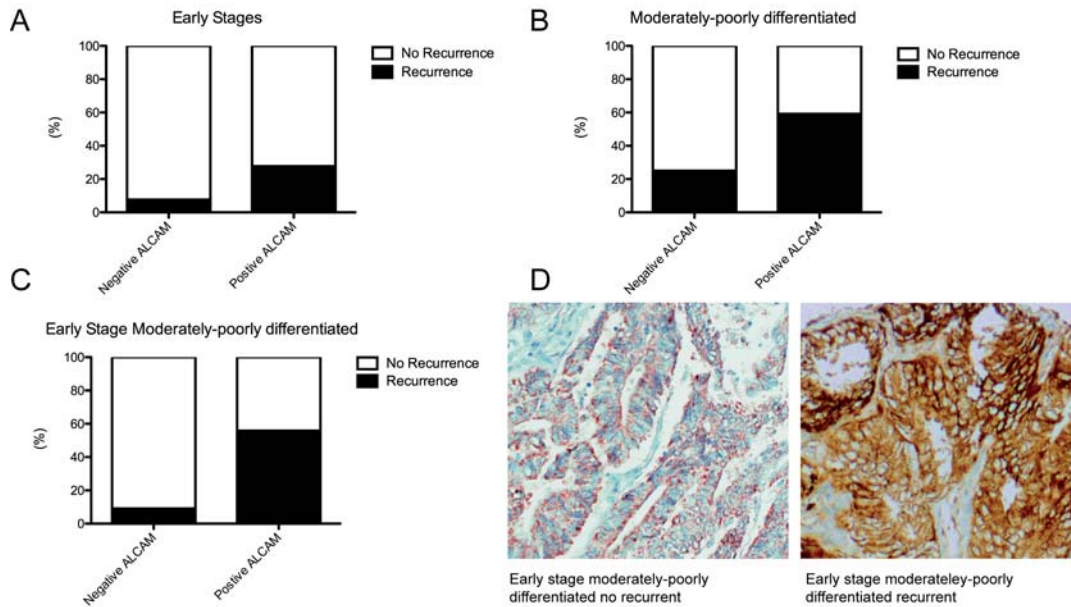 A
Early Stages
100
80
60
40
20
0
(%)
No Recurrence
Recurrence
Negative ALCAM
Postive ALCAM
B
Moderately-poorly differentiated
100
80
60
40
20
0
(%)
No Recurrence
Recurrence
Negative ALCAM
Postive ALCAM
C
Early Stage Moderately-poorly differentiated
100
80
60
40
20
0
(%)
No Recurrence
Recurrence
Negative ALCAM
Postive ALCAM
D
Early stage moderately-poorly
differentiated no recurrent
Early stage moderateley-poorly
differentiated recurrent